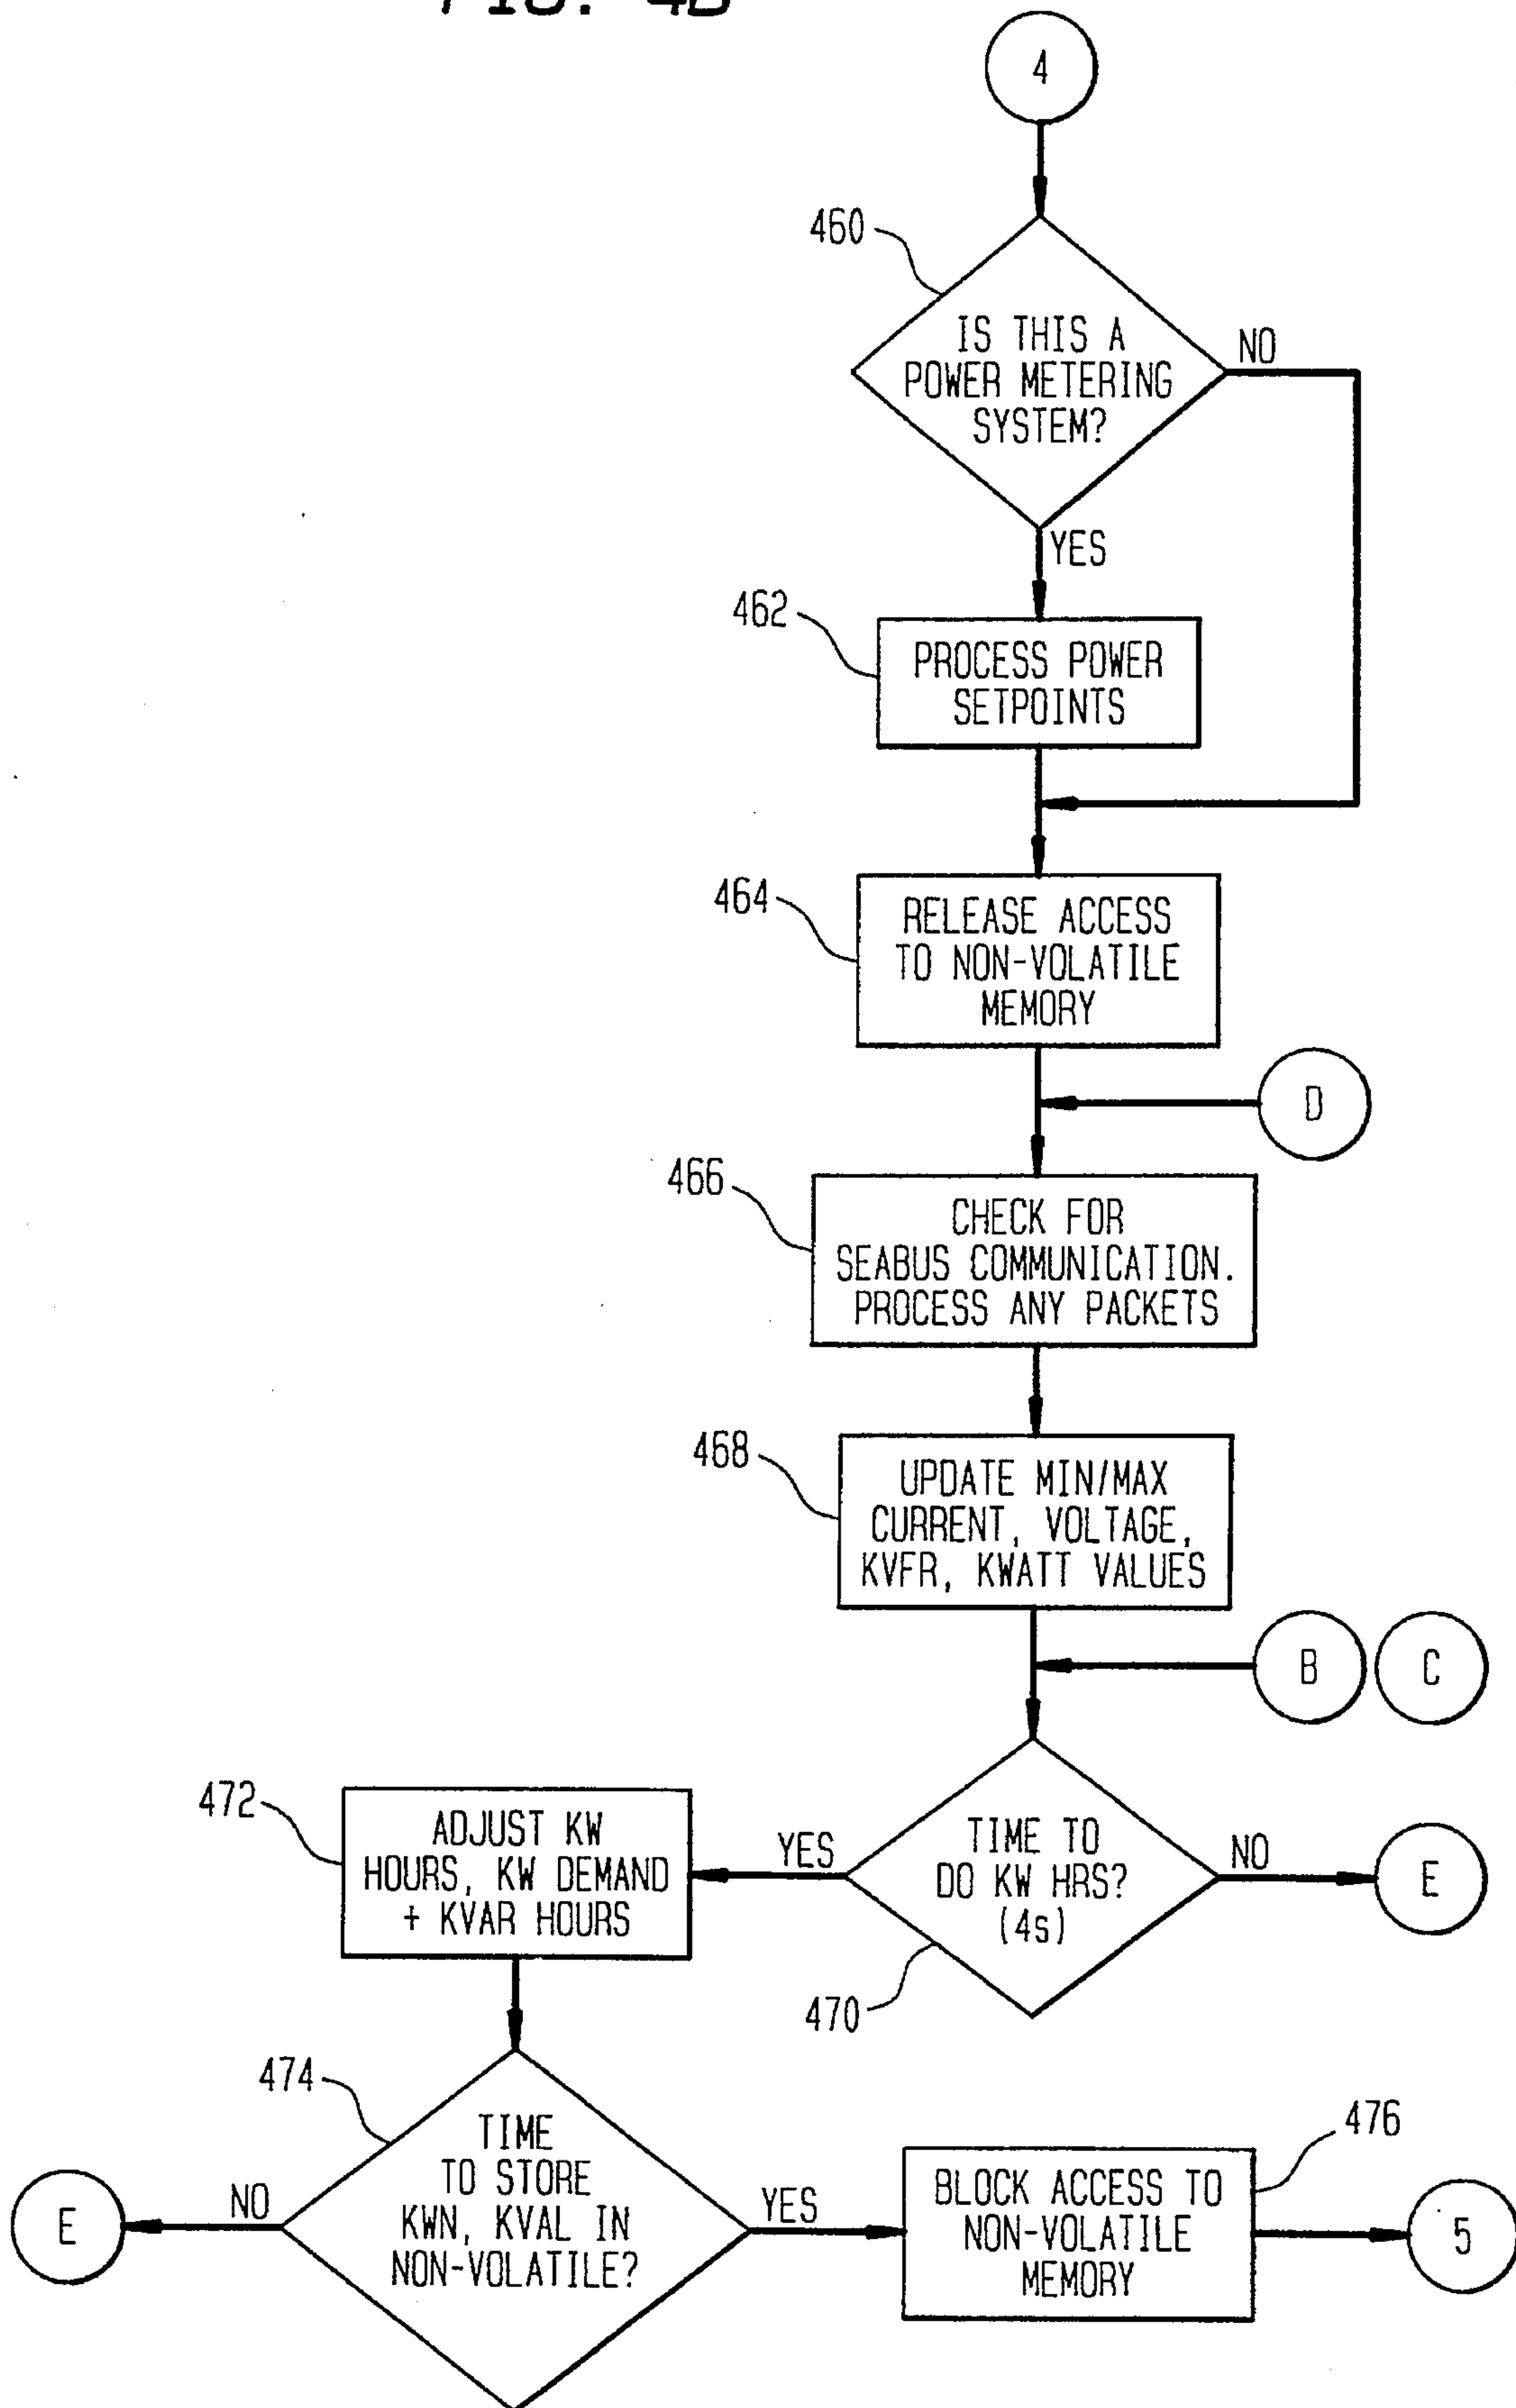 4
460
IS THIS A
POWER METERING
SYSTEM?
NO
YES
462
PROCESS POWER
SETPOINTS
464
RELEASE ACCESS
TO NON-VOLATILE
MEMORY
D
466
CHECK FOR
SEABUS COMMUNICATION.
PROCESS ANY PACKETS
468
UPDATE MIN/MAX
CURRENT, VOLTAGE,
KVFR, KWATT VALUES
B
C
472
ADJUST KW
HOURS, KW DEMAND
+ KVAR HOURS
YES
TIME TO
DO KW HRS?
(4s)
NO
E
470
474
TIME
TO STORE
KWN, KVAL IN
NON-VOLATILE?
NO
E
YES
476
BLOCK ACCESS TO
NON-VOLATILE
MEMORY
5